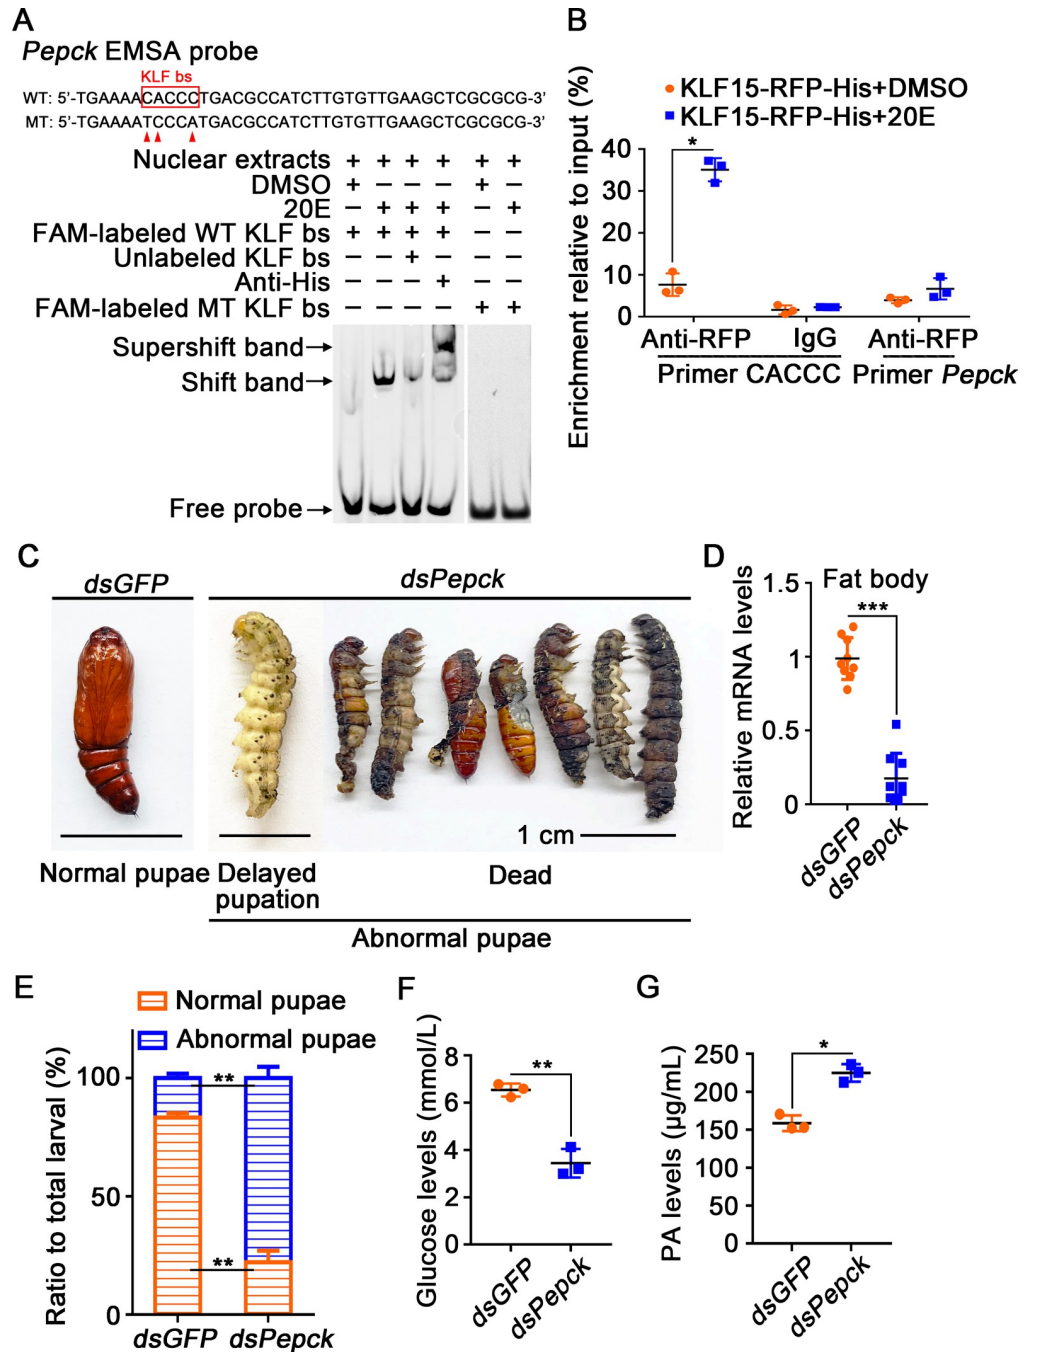 A
Pepck EMSA probe
KLF bs
WT: 5'-TGAAAACACCCTGACGCCATCTTGTGTTGAAGCTCGCGCG-3'
MT: 5'-TGAAAATCCCATGACGCCATCTTGTGTTGAAGCTCGCGCG-3'
Nuclear extracts + + + + + +
DMSO + − − − + −
20E − + + + − +
FAM-labeled WT KLF bs + + + + − −
Unlabeled KLF bs − − + − − −
Anti-His − − − + − −
FAM-labeled MT KLF bs − − − − + +
Supershift band→
Shift band→
Free probe→
B
KLF15-RFP-His+DMSO
KLF15-RFP-His+20E
Enrichment relative to input (%)
40
30
20
10
0
*
Anti-RFP IgG Anti-RFP
Primer CACCC Primer Pepck
C
dsGFP dsPepck
1 cm
Normal pupae Delayed pupation Dead
Abnormal pupae
D
Fat body
Relative mRNA levels
1.5
1
0.5
0
***
dsGFP
dsPepck
E
Normal pupae
Abnormal pupae
Ratio to total larval (%)
100
50
0
**
**
dsGFP dsPepck
F
Glucose levels (mmol/L)
8
6
4
2
0
**
dsGFP
dsPepck
G
PA levels (µg/mL)
250
200
150
100
50
0
*
dsGFP
dsPepck